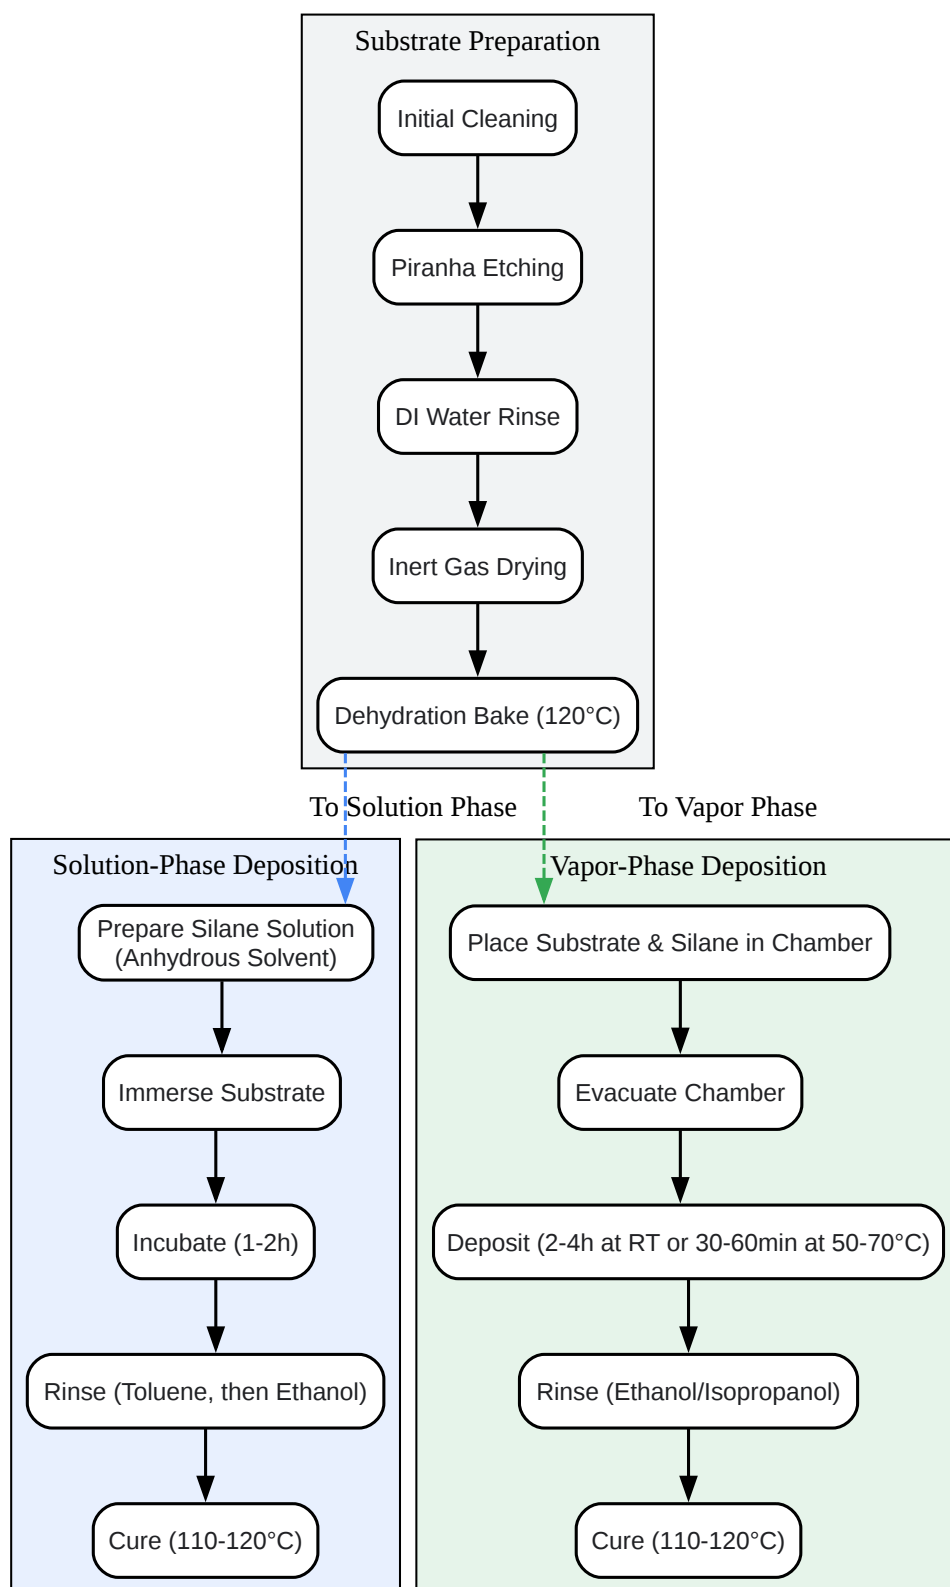 Substrate Preparation
Initial Cleaning
Piranha Etching
DI Water Rinse
Inert Gas Drying
Dehydration Bake (120°C)
To Solution Phase
To Vapor Phase
Solution-Phase Deposition
Prepare Silane Solution
(Anhydrous Solvent)
Immerse Substrate
Incubate (1-2h)
Rinse (Toluene, then Ethanol)
Cure (110-120°C)
Vapor-Phase Deposition
Place Substrate & Silane in Chamber
Evacuate Chamber
Deposit (2-4h at RT or 30-60min at 50-70°C)
Rinse (Ethanol/Isopropanol)
Cure (110-120°C)